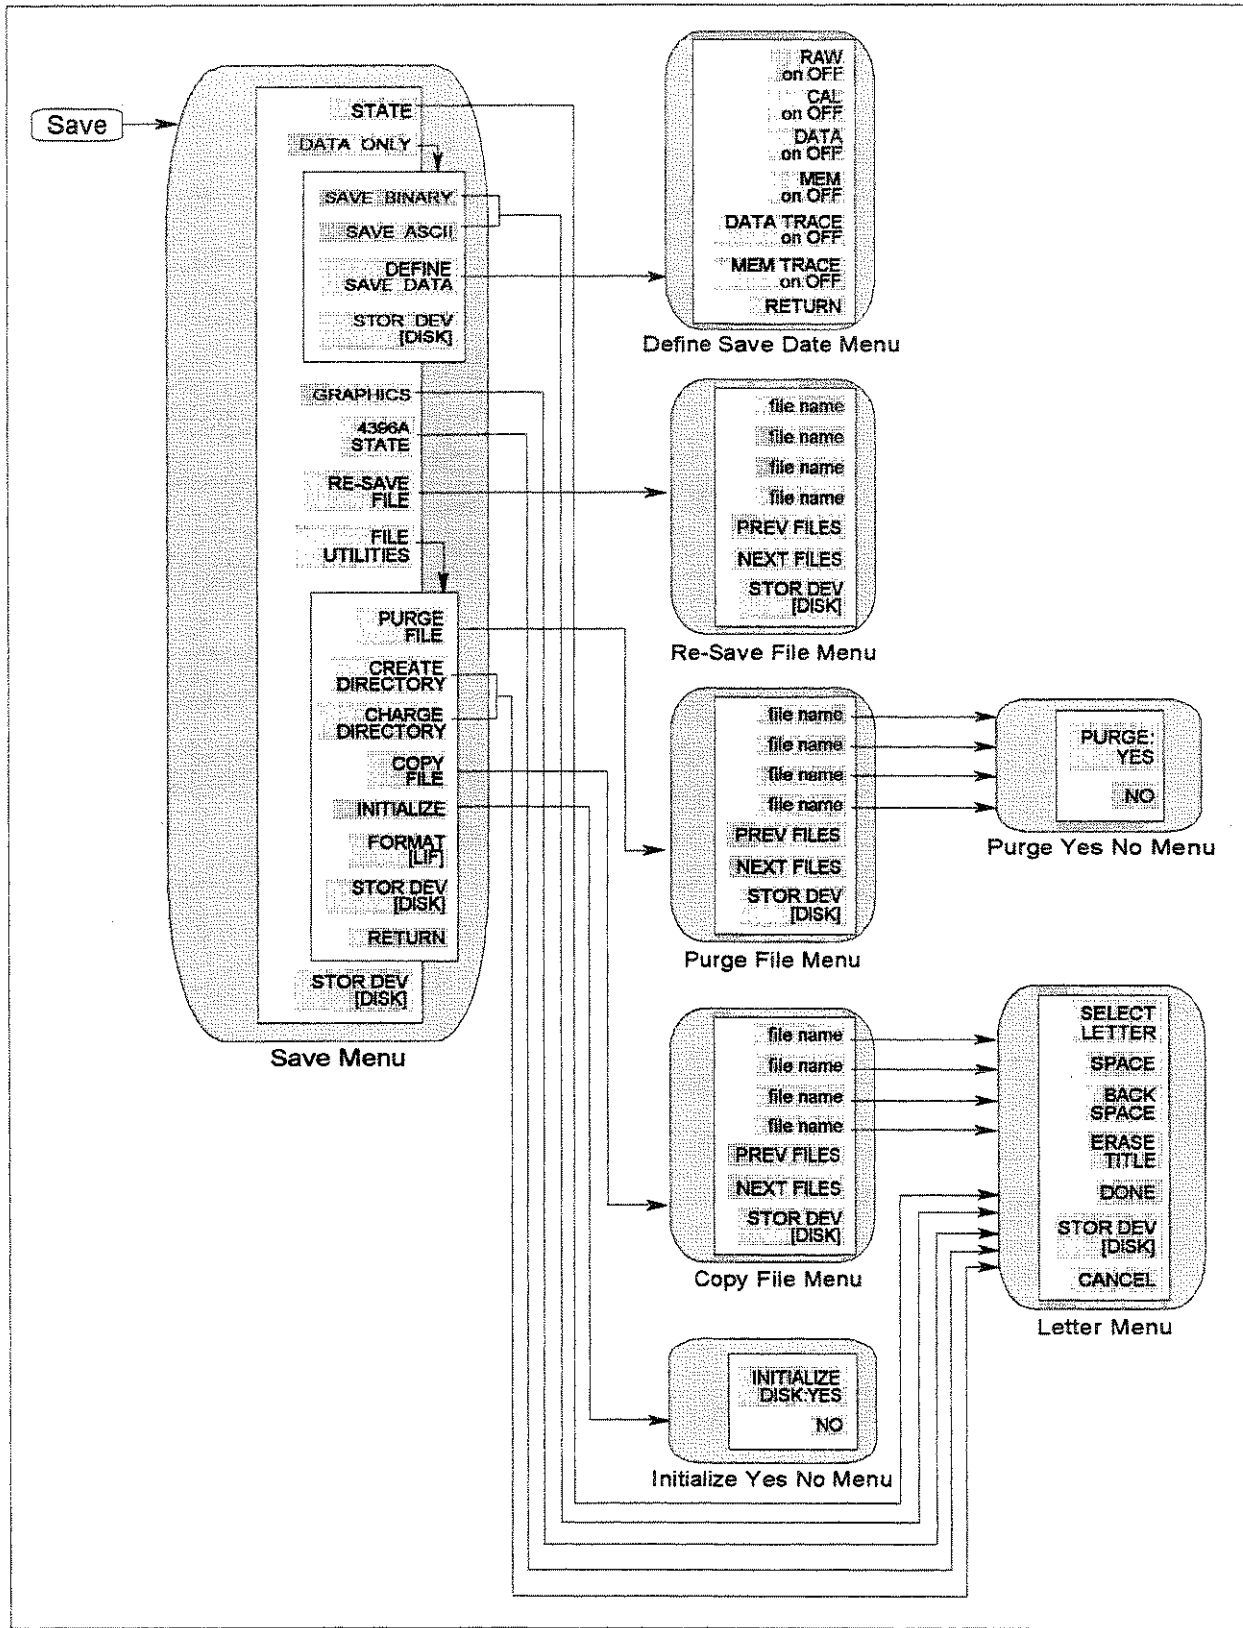 Save
STATE
DATA ONLY
SAVE BINARY
SAVE ASCII
DEFINE
SAVE DATA
STOR DEV
[DISK]
GRAPHICS
4396A
STATE
RE-SAVE
FILE
FILE
UTILITIES
PURGE
FILE
CREATE
DIRECTORY
CHARGE
DIRECTORY
COPY
FILE
INITIALIZE
FORMAT
[LIF]
STOR DEV
[DISK]
RETURN
STOR DEV
[DISK]
Save Menu
RAW
on OFF
CAL
on OFF
DATA
on OFF
MEM
on OFF
DATA TRACE
on OFF
MEM TRACE
on OFF
RETURN
Define Save Date Menu
file name
file name
file name
file name
PREV FILES
NEXT FILES
STOR DEV
[DISK]
Re-Save File Menu
file name
file name
file name
file name
PREV FILES
NEXT FILES
STOR DEV
[DISK]
Purge File Menu
PURGE:
YES
NO
Purge Yes No Menu
file name
file name
file name
file name
PREV FILES
NEXT FILES
STOR DEV
[DISK]
Copy File Menu
SELECT
LETTER
SPACE
BACK
SPACE
ERASE
TITLE
DONE
STOR DEV
[DISK]
CANCEL
Letter Menu
INITIALIZE
DISK:YES
NO
Initialize Yes No Menu